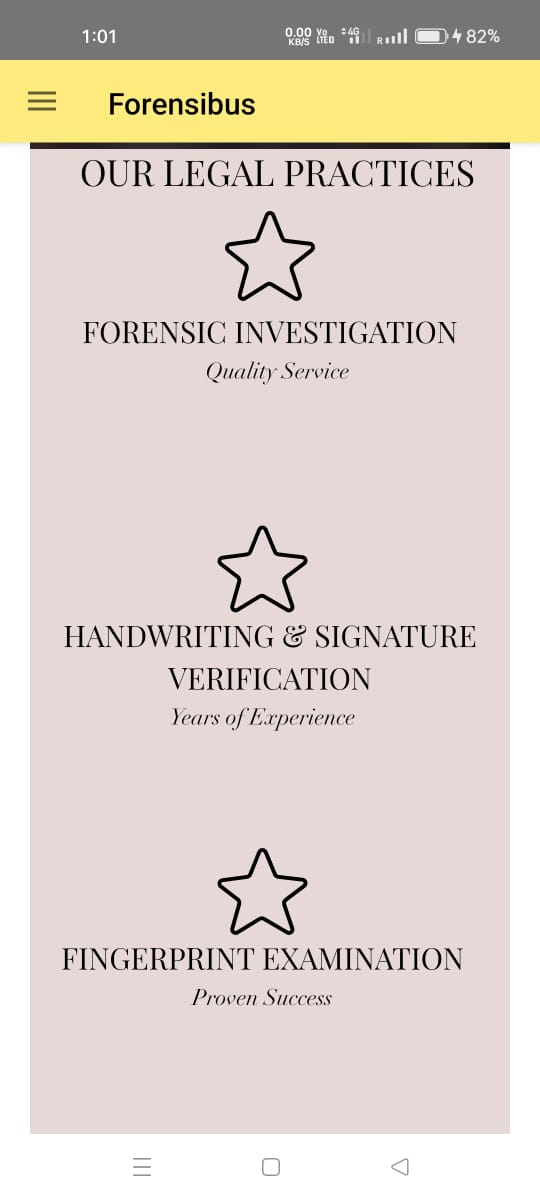 1:01
0.00 KB/S Vo LTED 4G R 82%
Forensibus
OUR LEGAL PRACTICES
FORENSIC INVESTIGATION
Quality Service
HANDWRITING & SIGNATURE
VERIFICATION
Years of Experience
FINGERPRINT EXAMINATION
Proven Success